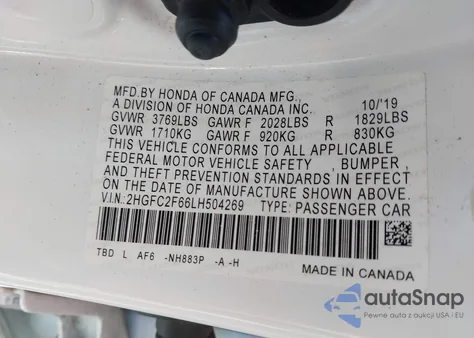 MFD.BY HONDA OF CANADA MFG.,
A DIVISION OF HONDA CANADA INC. 10/'19
GVWR 3769LBS GAWR F 2028LBS R 1829LBS
GVWR 1710KG GAWR F 920KG R 830KG
THIS VEHICLE CONFORMS TO ALL APPLICABLE
FEDERAL MOTOR VEHICLE SAFETY , BUMPER,
AND THEFT PREVENTION STANDARDS IN EFFECT
ON THE DATE OF MANUFACTURE SHOWN ABOVE.
V.I.N: 2HGFC2F66LH504269 TYPE: PASSENGER CAR
TBD L AF6 -NH883P -A -H
MADE IN CANADA
autoSnap
Pewne auta z USA i EU